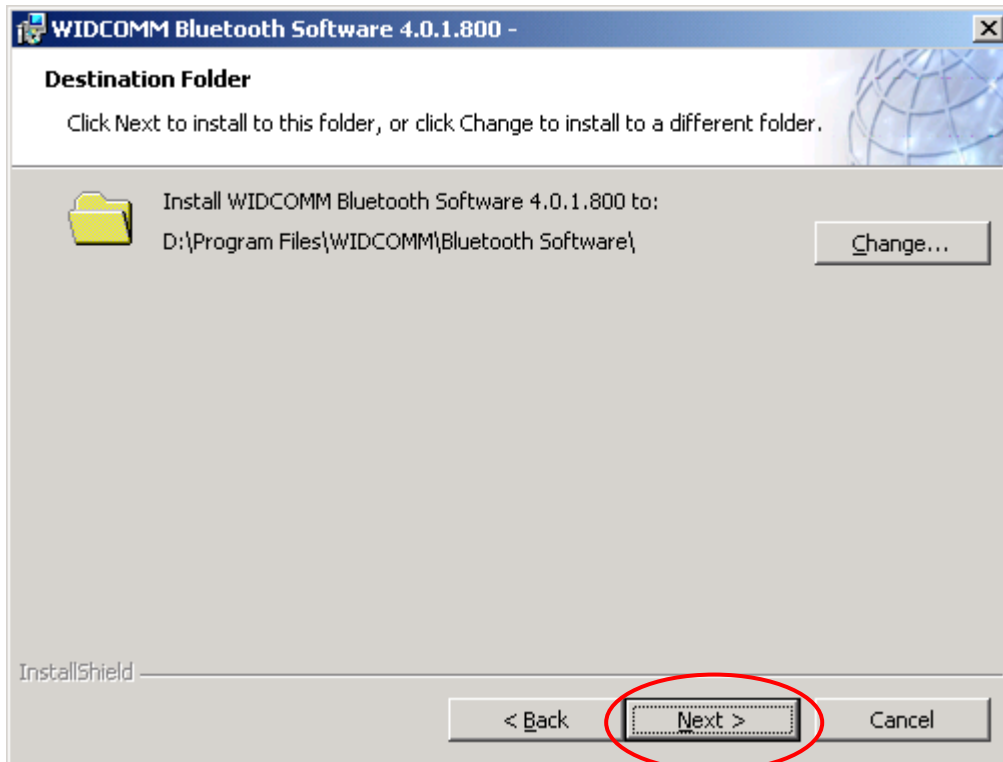 WIDCOMM Bluetooth Software 4.0.1.800 -
Destination Folder
Click Next to install to this folder, or click Change to install to a different folder.
Install WIDCOMM Bluetooth Software 4.0.1.800 to:
D:\Program Files\WIDCOMM\Bluetooth Software\
Change...
InstallShield
< Back
Next >
Cancel